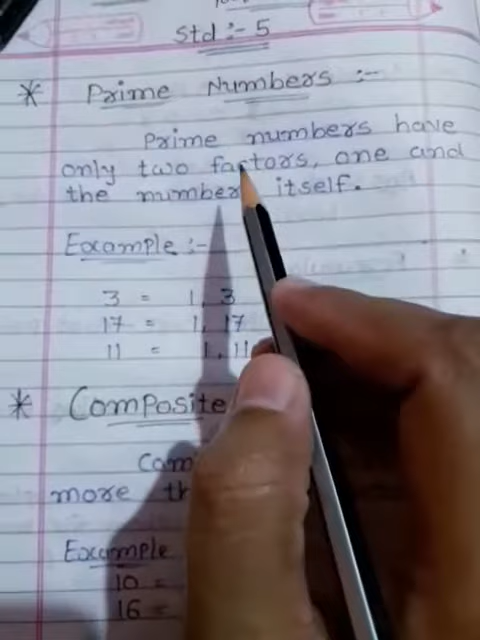 Std :- 5
* Prime Numbers :-
Prime numbers have
only two factors, one and
the number itself.
Example :-
3 = 1, 3
17 = 1, 17
11 = 1, 11
* Composite
more
Example
10 =
16 =